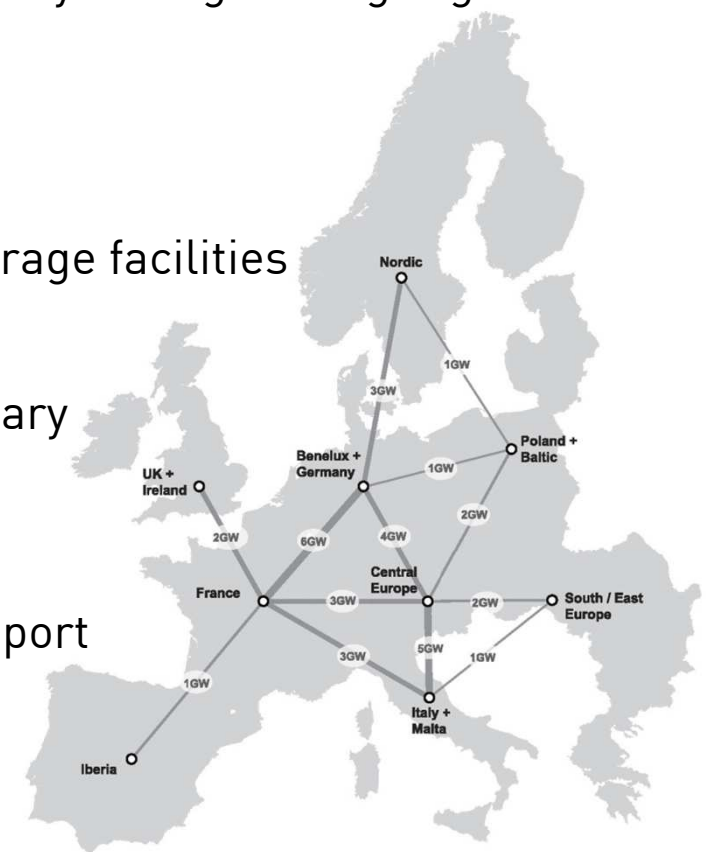 rage facilities
Nordic
1GW
3GW
ary
Poland +
Baltic
Benelux +
Germany
1GW
UK +
Ireland
2GW
2GW
6GW
4GW
Central
Europe
France
3GW
2GW
South / East
Europe
port
3GW
5GW
1GW
1GW
Italy +
Malta
Iberia